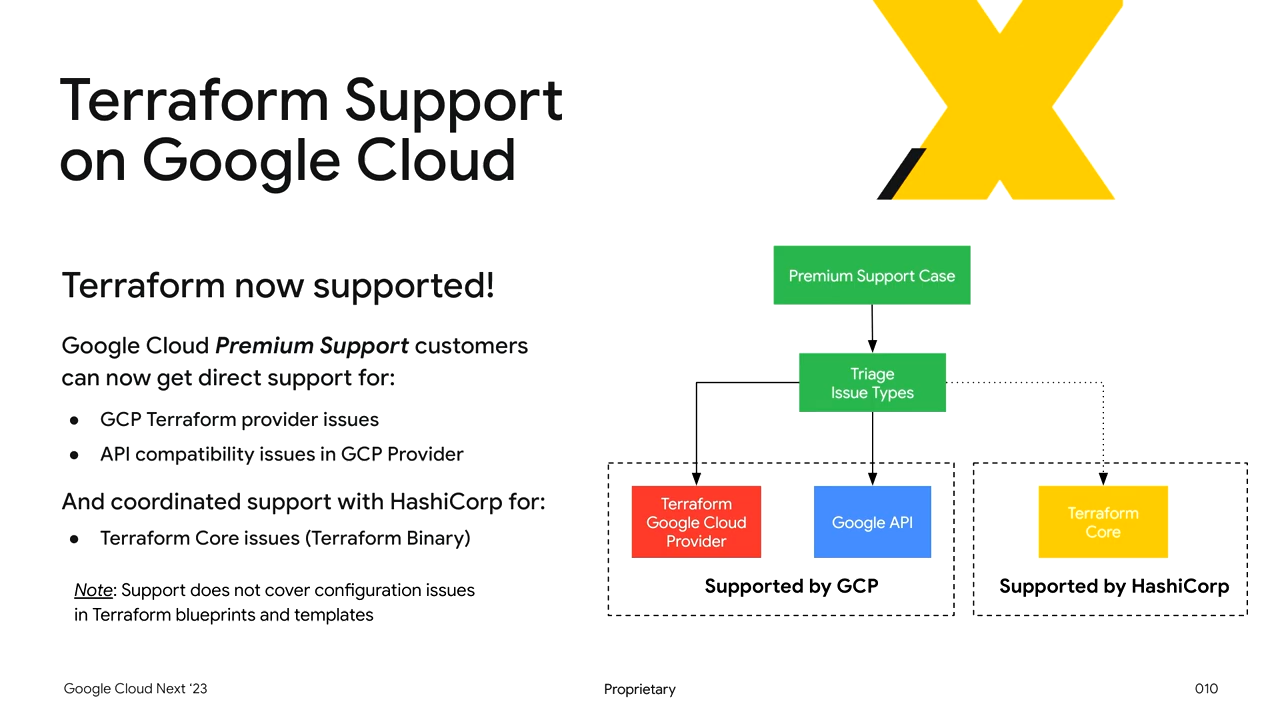 Terraform Support
on Google Cloud
Terraform now supported!
Google Cloud Premium Support customers
can now get direct support for:
● GCP Terraform provider issues
● API compatibility issues in GCP Provider
And coordinated support with HashiCorp for:
● Terraform Core issues (Terraform Binary)
Note: Support does not cover configuration issues
in Terraform blueprints and templates
Premium Support Case
Triage
Issue Types
Terraform
Google Cloud
Provider
Google API
Supported by GCP
Terraform
Core
Supported by HashiCorp
Google Cloud Next ‘23
Proprietary
010